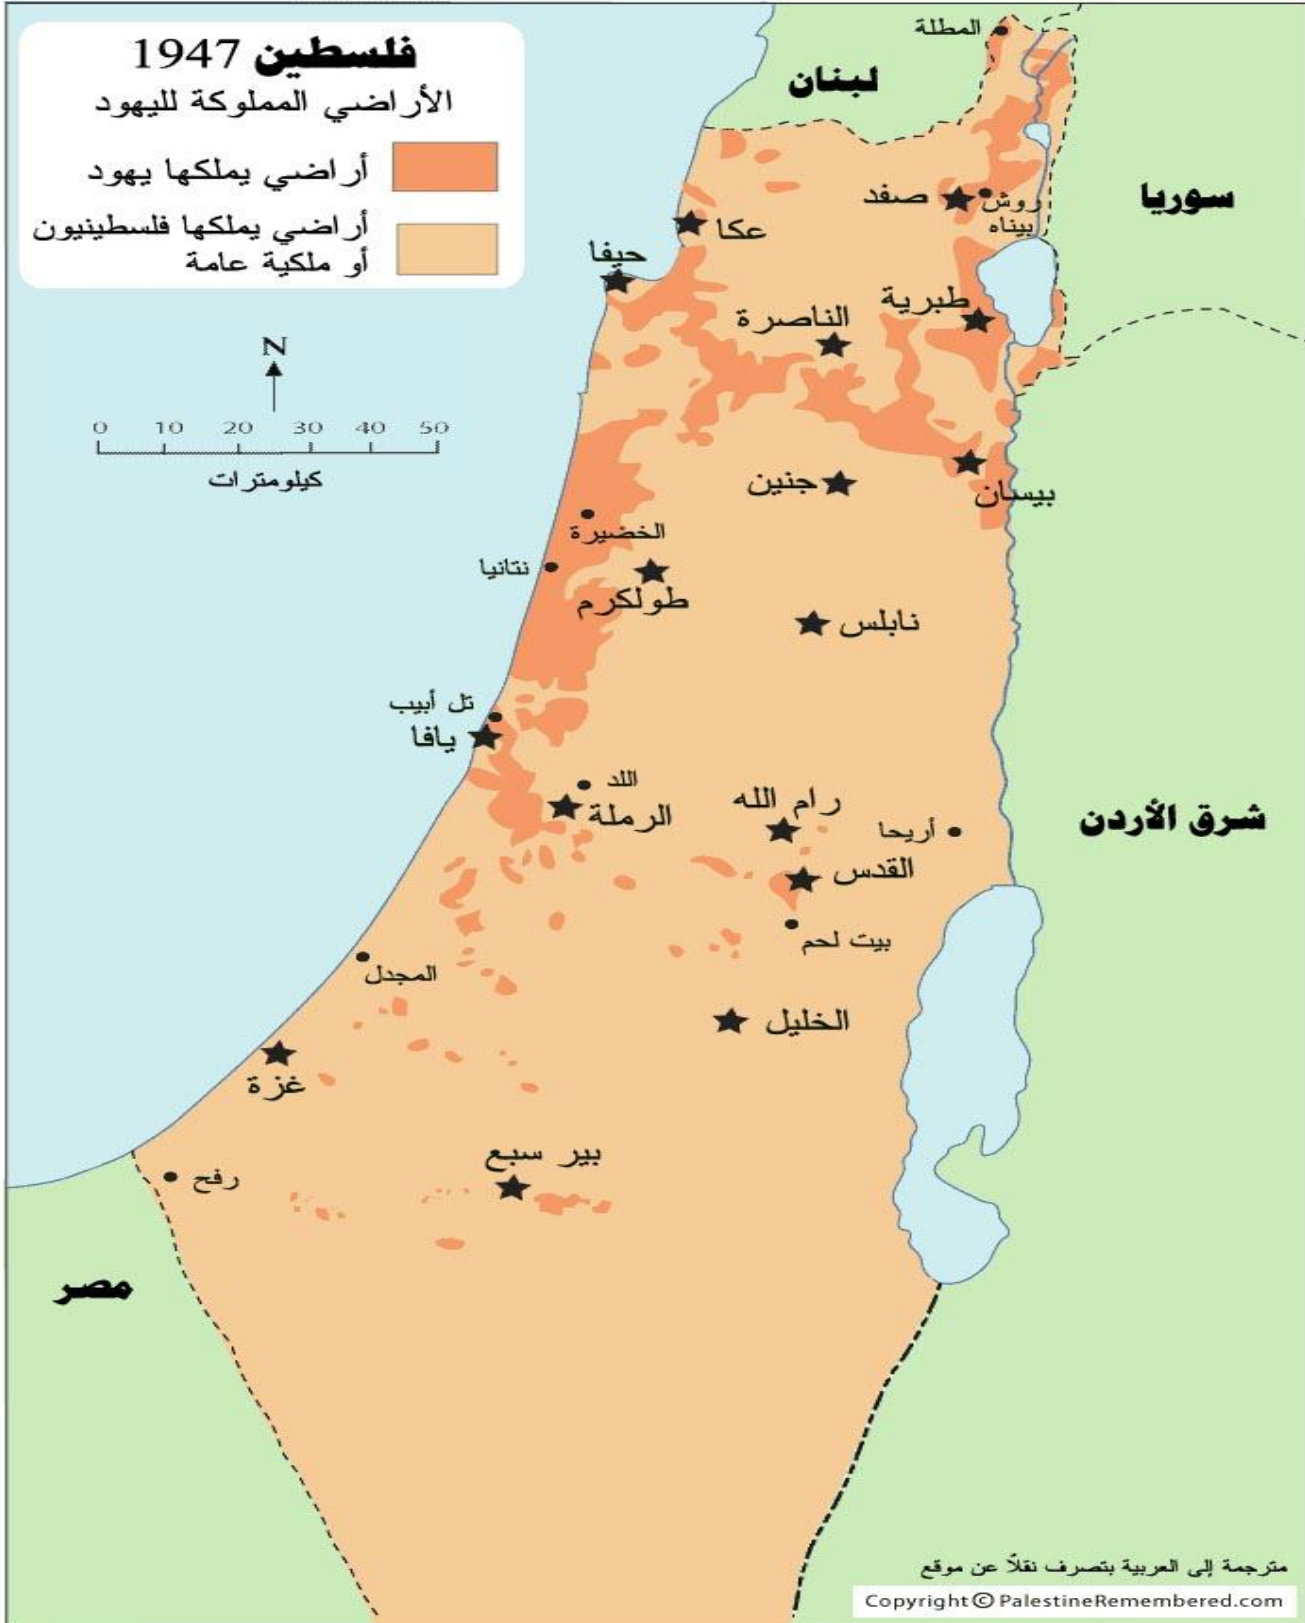 فلسطين 1947
الأراضي المملوكة لليهود
أراضي يملكها يهود
أراضي يملكها فلسطينيون
أو ملكية عامة
N
0 10 20 30 40 50
كيلومترات
المطلة
لبنان
سوريا
صفد
روش
بيناه
عكا
حيفا
طبرية
الناصرة
جنين
بيسان
الخضيرة
نتانيا
طولكرم
نابلس
تل أبيب
يافا
اللد
الرملة
رام الله
أريحا
شرق الأردن
القدس
بيت لحم
المجدل
الخليل
غزة
بير سبع
رفح
مصر
مترجمة إلى العربية بتصرف نقلاً عن موقع
Copyright © PalestineRemembered.com